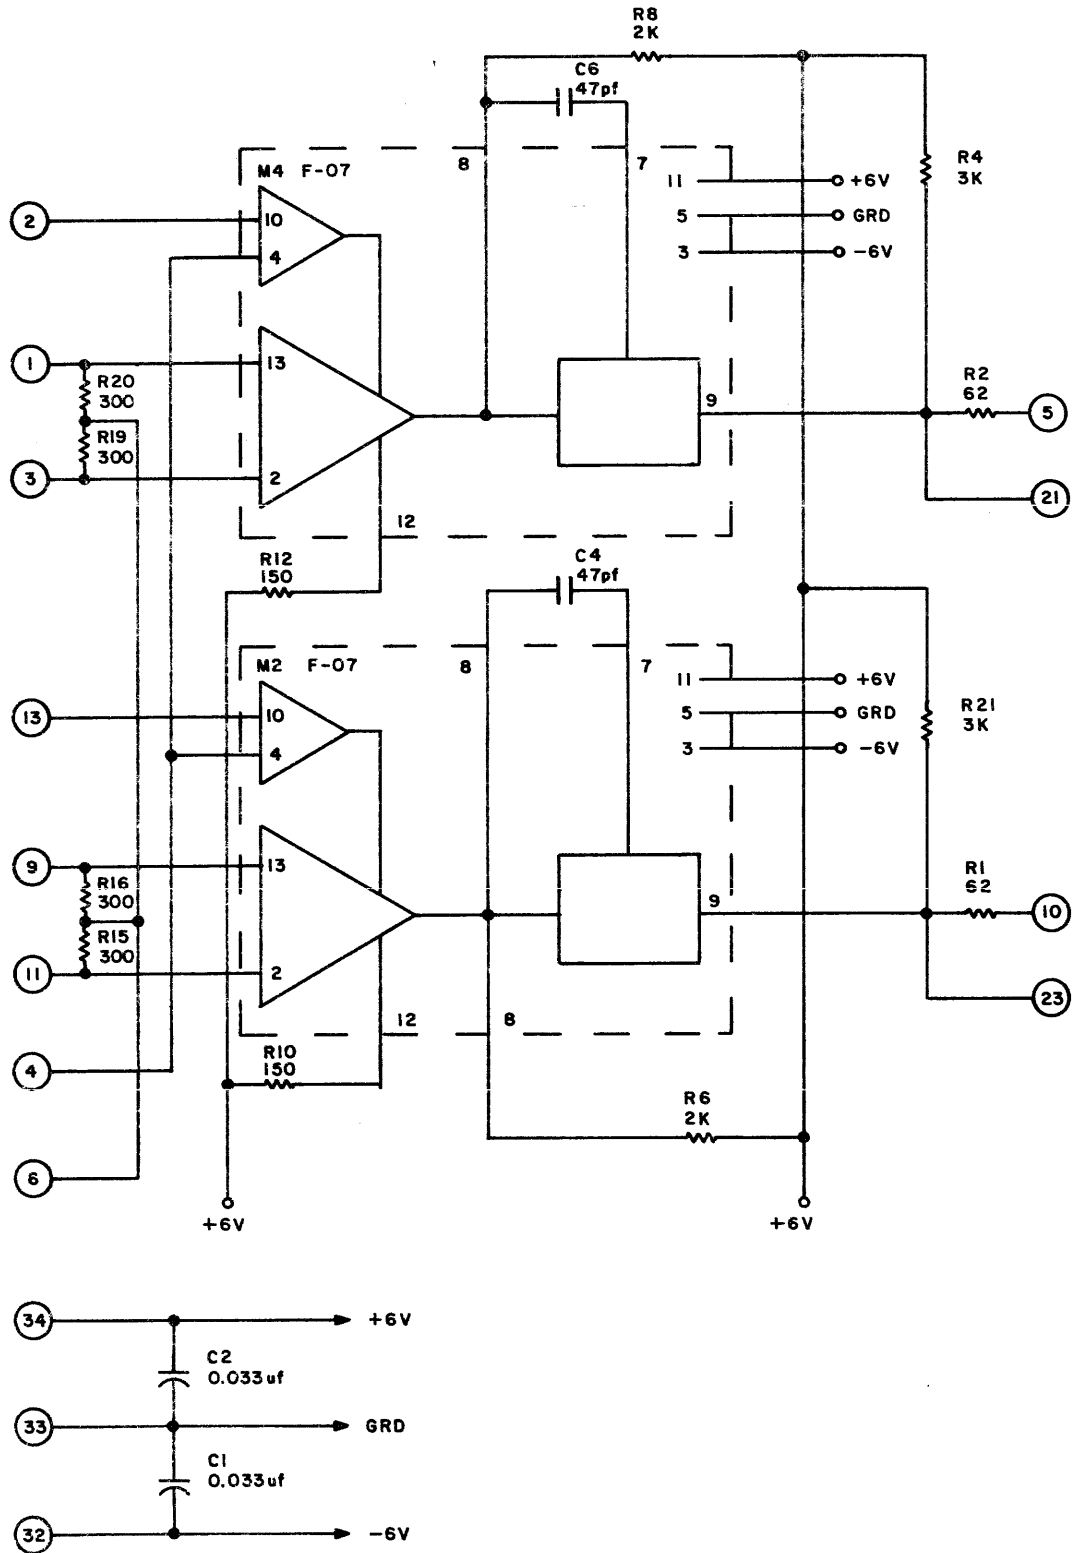 R8
2K
C6
47pf
8
7
M4 F-07
R4
3K
11 +6V
2
10
5 GRD
4
3 -6V
1
13
R20
300
R2
62
9
5
R19
300
3
2
21
12
R12
150
C4
47pf
M2 F-07
8
7
11 +6V
13
10
5 GRD
R21
3K
4
3 -6V
9
13
R16
300
R1
62
9
10
R15
300
11
2
23
12
8
4
R10
150
R6
2K
6
+6V
+6V
34
+6V
C2
0.033uf
33
GRD
C1
0.033uf
32
-6V